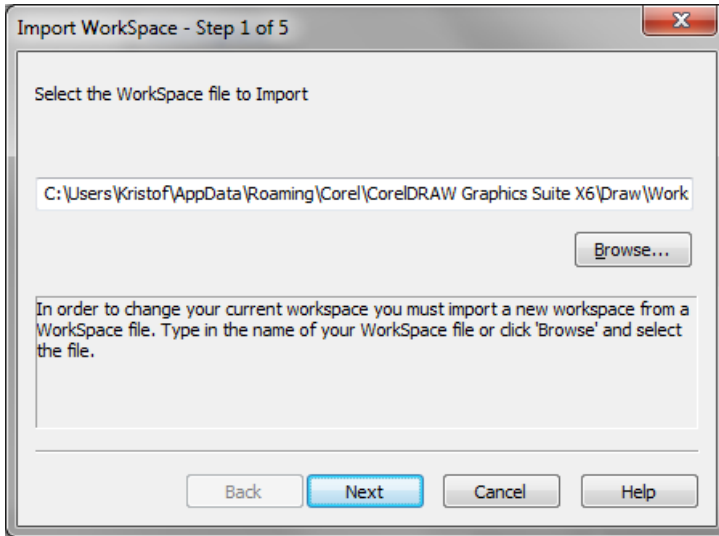 Import WorkSpace - Step 1 of 5
Select the WorkSpace file to Import
C:\Users\Kristof\AppData\Roaming\Corel\CorelDRAW Graphics Suite X6\Draw\Work
Browse...
In order to change your current workspace you must import a new workspace from a
WorkSpace file. Type in the name of your WorkSpace file or click 'Browse' and select
the file.
Back Next Cancel Help